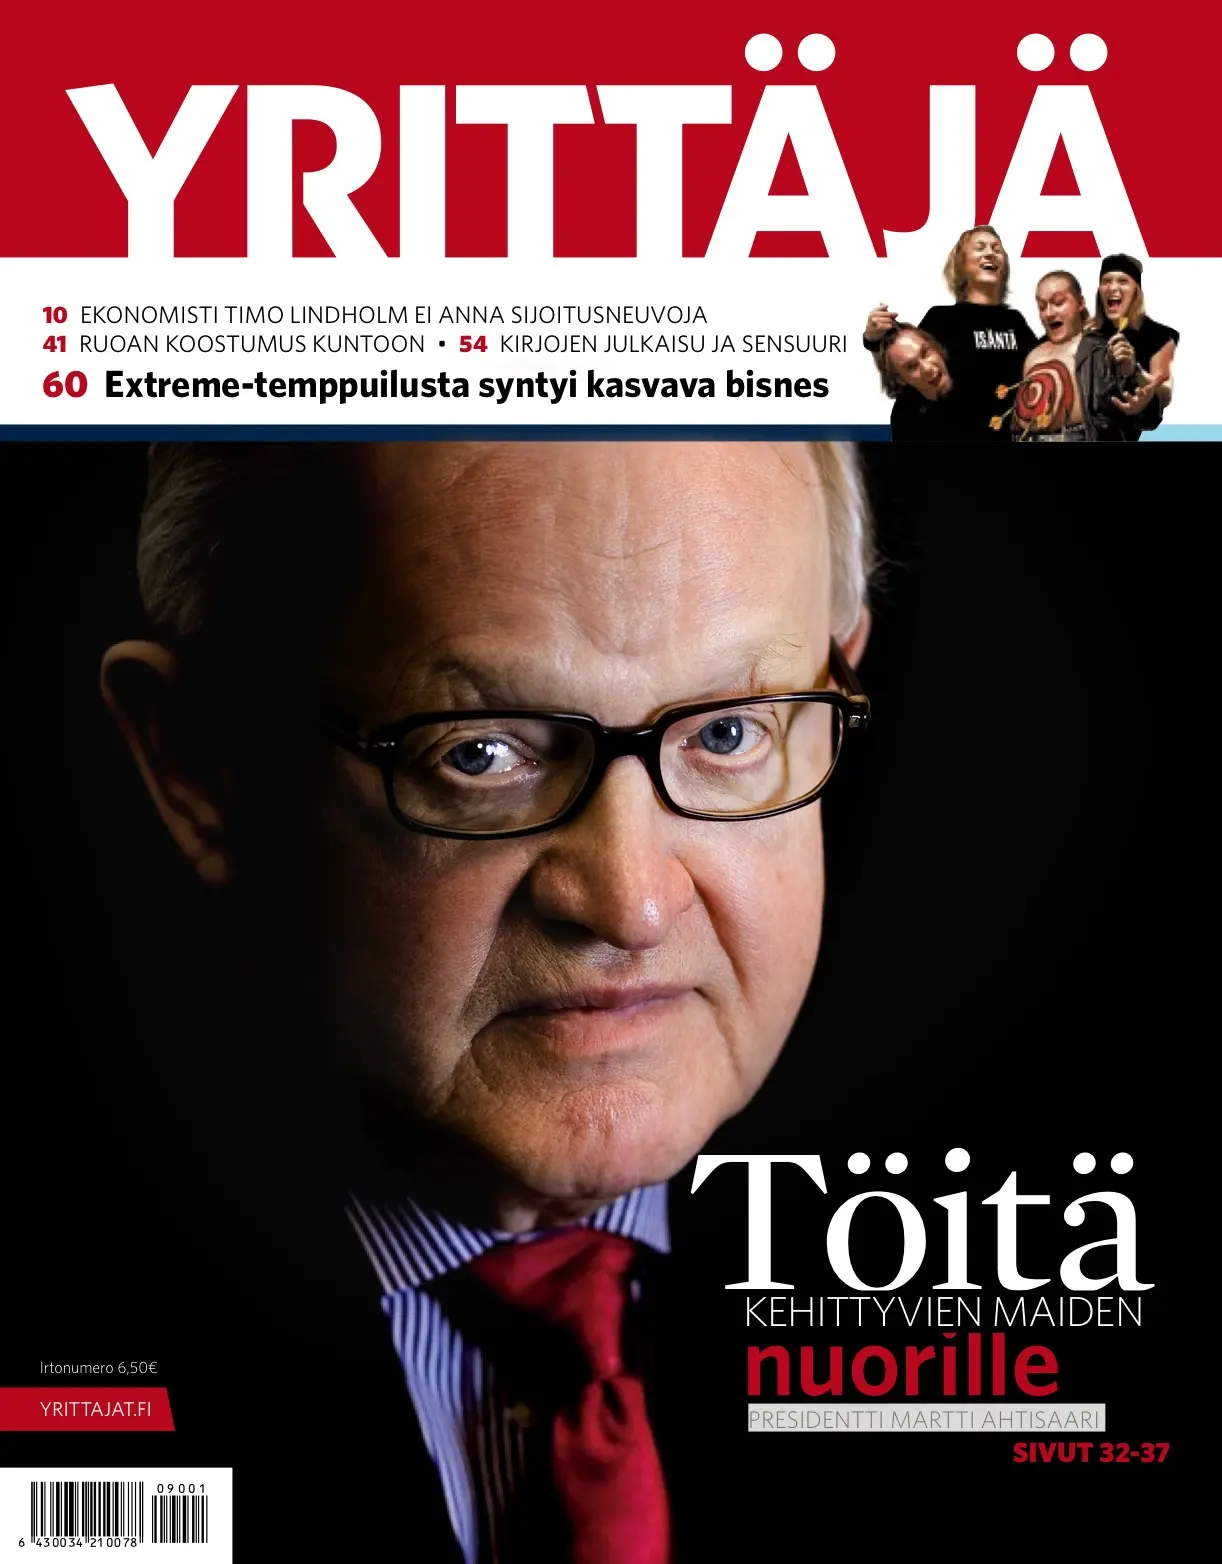 YRITTÄJÄ
10 EKONOMISTI TIMO LINDHOLM EI ANNA SIJOITUSNEUVOJA
41 RUOAN KOOSTUMUS KUNTOON • 54 KIRJOJEN JULKAISU JA SENSUURI
60 Extreme-temppuilusta syntyi kasvava bisnes
ISÄNTÄ
Töitä
KEHITTYVIEN MAIDEN
nuorille
PRESIDENTTI MARTTI AHTISAARI
SIVUT 32-37
Irtonumero 6,50€
YRITTAJAT.FI
09001
6 430034 210078